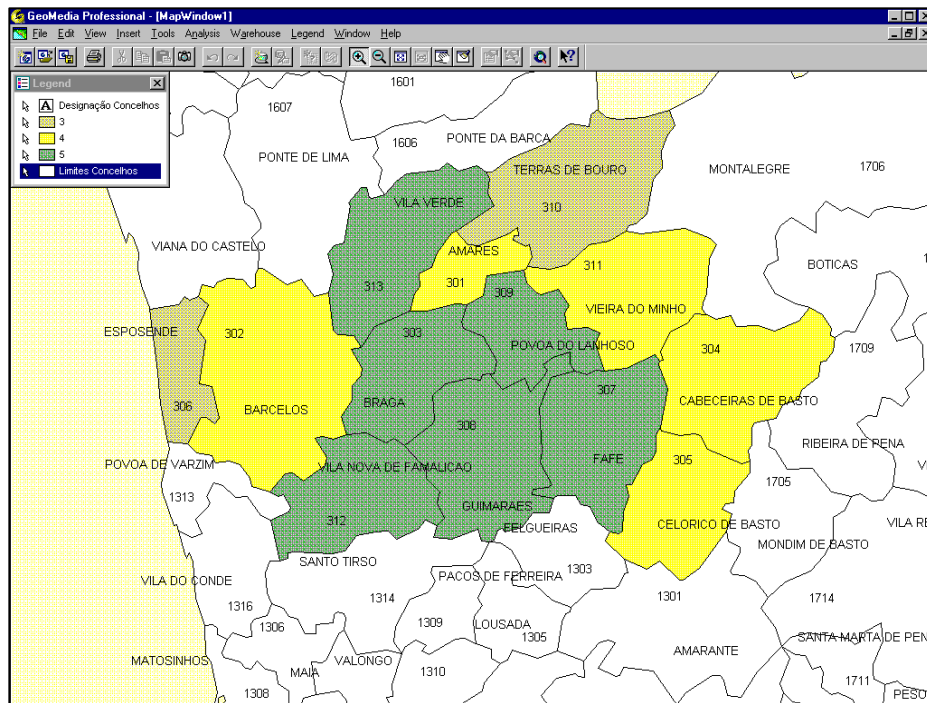 GeoMedia Professional - [MapWindow1]
File Edit View Insert Tools Analysis Warehouse Legend Window Help
Legend
A Designação Concelhos
3
4
5
Limites Concelhos
1601
1607
1606
PONTE DA BARCA
PONTE DE LIMA
TERRAS DE BOURO
MONTALEGRE
1706
VILA VERDE
310
VIANA DO CASTELO
AMARES
311
BOTICAS
313
301
309
VIEIRA DO MINHO
ESPOSENDE
302
303
POVOA DO LANHOSO
304
1709
307
306
BARCELOS
BRAGA
CABECEIRAS DE BASTO
308
RIBEIRA DE PENA
POVOA DE VARZIM
VILA NOVA DE FAMALICAO
FAFE
305
1313
1705
312
GUIMARAES
FELGUEIRAS
CELORICO DE BASTO
VILA RE
MONDIM DE BASTO
SANTO TIRSO
VILA DO CONDE
PACOS DE FERREIRA
1303
1316
1314
1301
1714
1306
1309
LOUSADA
1305
SANTA MARTA DE PEN
MATOSINHOS
MAIA
VALONGO
1310
AMARANTE
1711
1308
PESO